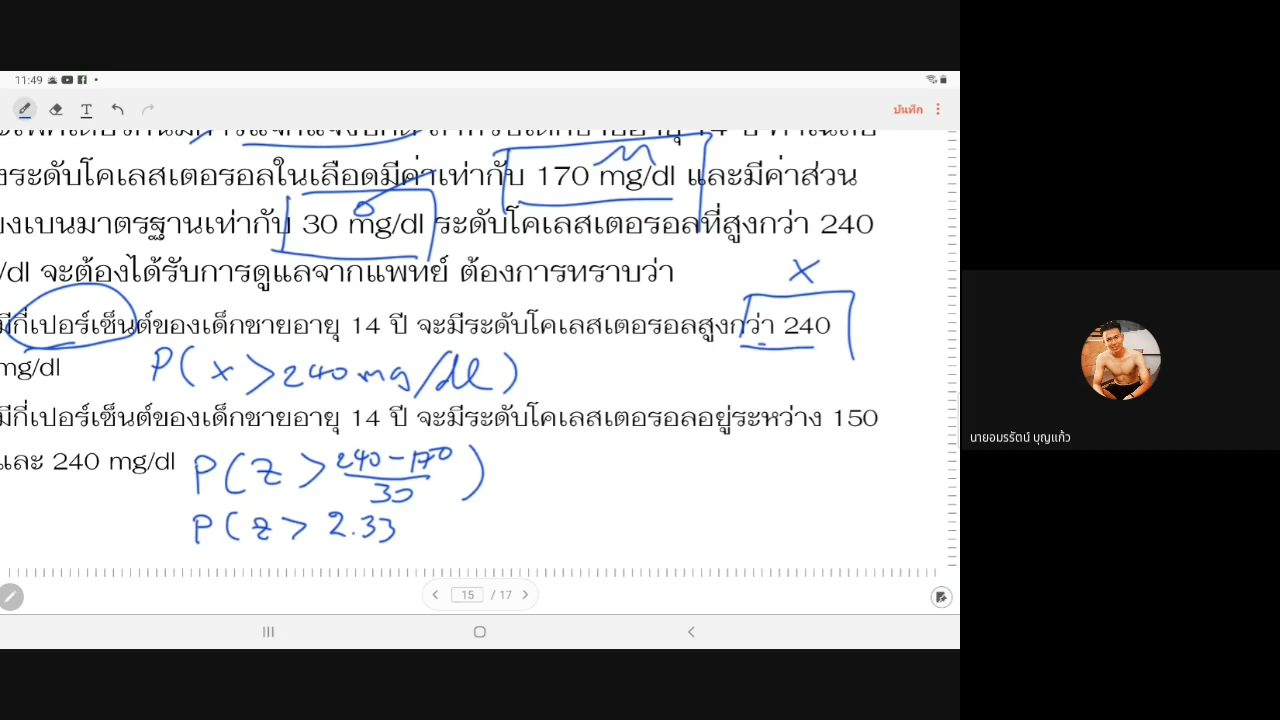 11:49
บันทึก
14 ปี
งระดับโคเลสเตอรอลในเลือดมีค่าเท่ากับ 170 mg/dl และมีค่าส่วน
M
ยงเบนมาตรฐานเท่ากับ 30 mg/dl ระดับโคเลสเตอรอลที่สูงกว่า 240
σ
/dl จะต้องได้รับการดูแลจากแพทย์ ต้องการทราบว่า
X
มีกี่เปอร์เซ็นต์ของเด็กชายอายุ 14 ปี จะมีระดับโคเลสเตอรอลสูงกว่า 240
mg/dl
P( x > 240 mg/dl )
มีกี่เปอร์เซ็นต์ของเด็กชายอายุ 14 ปี จะมีระดับโคเลสเตอรอลอยู่ระหว่าง 150
และ 240 mg/dl
P( Z > 240 - 170 / 30 )
P( z > 2.33
15 / 17
นายอมรรัตน์ บุญแก้ว